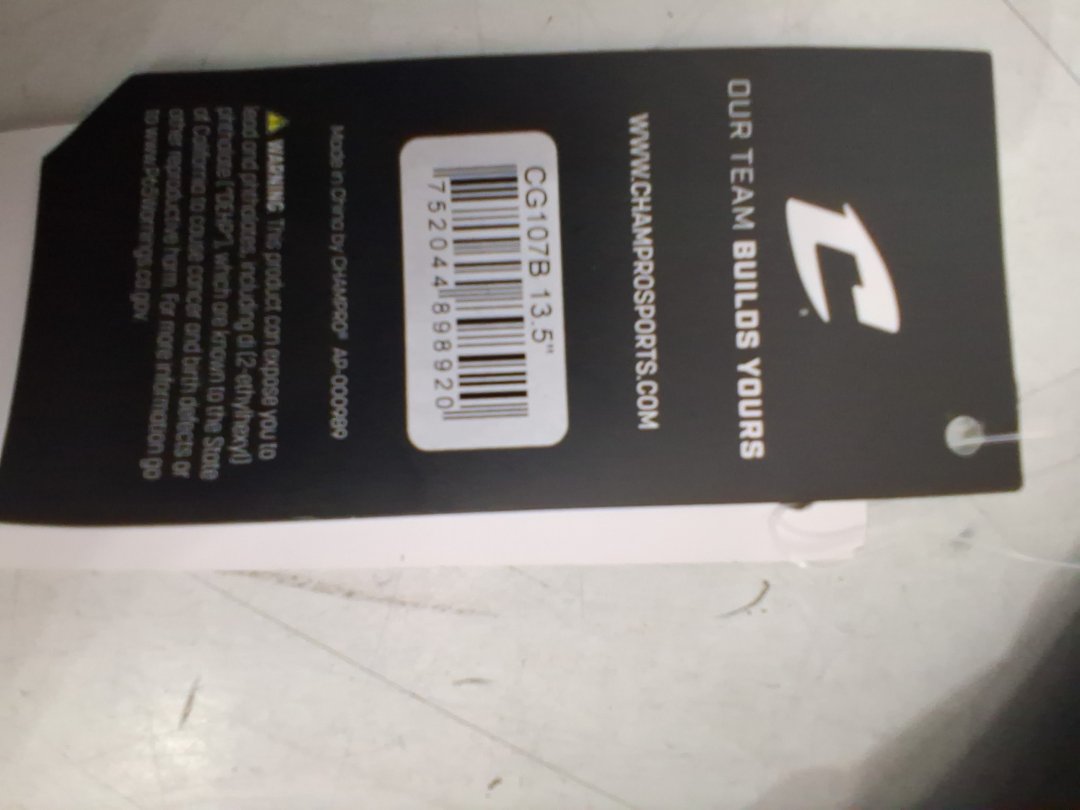 OUR TEAM BUILDS YOURS
WWW.CHAMPROSPORTS.COM
CG107B 13.5"
752044898920
Made in China by CHAMPRO® AP-000989
WARNING: This product can expose you to
lead and phthalates, including di (2-ethylhexyl)
phthalate ("DEHP"), which are known to the State
of California to cause cancer and birth defects or
other reproductive harm. For more information go
to www.P65Warnings.ca.gov.